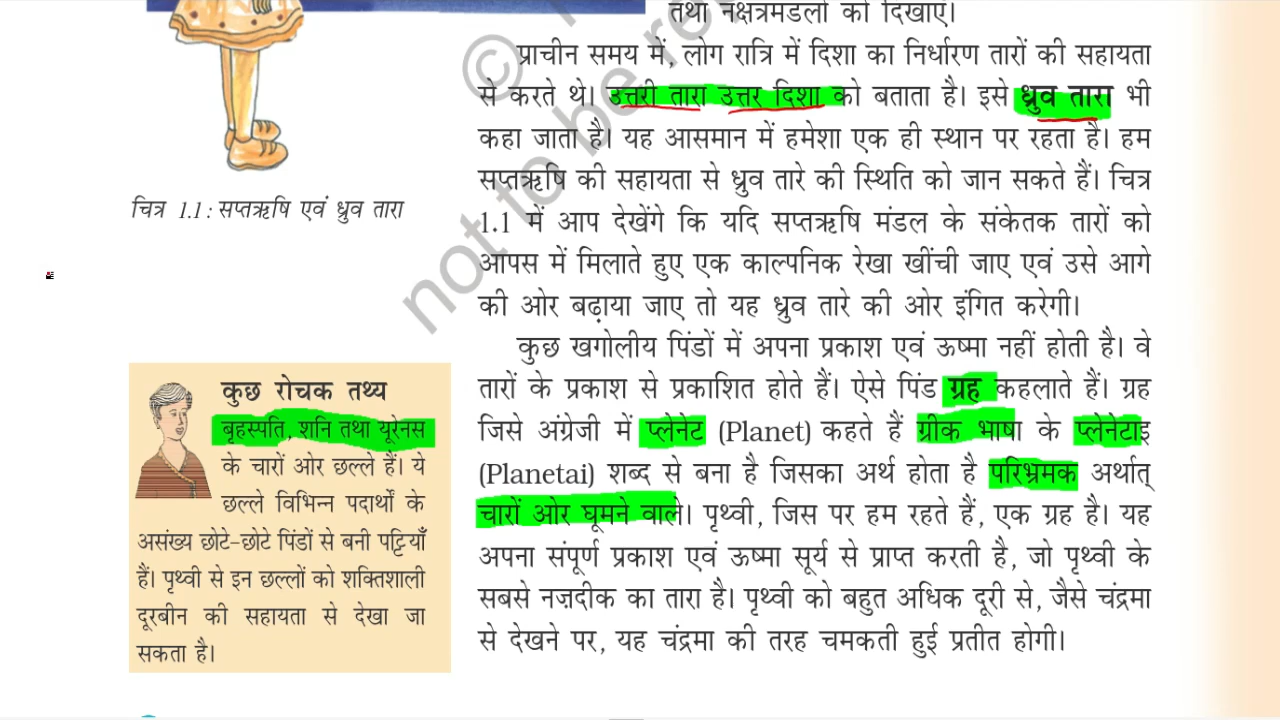 तथा नक्षत्रमंडलों को दिखाएं।
प्राचीन समय में, लोग रात्रि में दिशा का निर्धारण तारों की सहायता
से करते थे। उत्तरी तारा उत्तर दिशा को बताता है। इसे ध्रुव तारा भी
कहा जाता है। यह आसमान में हमेशा एक ही स्थान पर रहता है। हम
सप्तऋषि की सहायता से ध्रुव तारे की स्थिति को जान सकते हैं। चित्र
1.1 में आप देखेंगे कि यदि सप्तऋषि मंडल के संकेतक तारों को
आपस में मिलाते हुए एक काल्पनिक रेखा खींची जाए एवं उसे आगे
की ओर बढ़ाया जाए तो यह ध्रुव तारे की ओर इंगित करेगी।
कुछ खगोलीय पिंडों में अपना प्रकाश एवं ऊष्मा नहीं होती है। वे
तारों के प्रकाश से प्रकाशित होते हैं। ऐसे पिंड ग्रह कहलाते हैं। ग्रह
जिसे अंग्रेजी में प्लेनेट (Planet) कहते हैं ग्रीक भाषा के प्लेनेटाइ
(Planetai) शब्द से बना है जिसका अर्थ होता है परिभ्रमक अर्थात्
चारों ओर घूमने वाले। पृथ्वी, जिस पर हम रहते हैं, एक ग्रह है। यह
अपना संपूर्ण प्रकाश एवं ऊष्मा सूर्य से प्राप्त करती है, जो पृथ्वी के
सबसे नज़दीक का तारा है। पृथ्वी को बहुत अधिक दूरी से, जैसे चंद्रमा
से देखने पर, यह चंद्रमा की तरह चमकती हुई प्रतीत होगी।
चित्र 1.1 : सप्तऋषि एवं ध्रुव तारा
कुछ रोचक तथ्य
बृहस्पति, शनि तथा यूरेनस
के चारों ओर छल्ले हैं। ये
छल्ले विभिन्न पदार्थों के
असंख्य छोटे-छोटे पिंडों से बनी पट्टियाँ
हैं। पृथ्वी से इन छल्लों को शक्तिशाली
दूरबीन की सहायता से देखा जा
सकता है।
©
not to be re